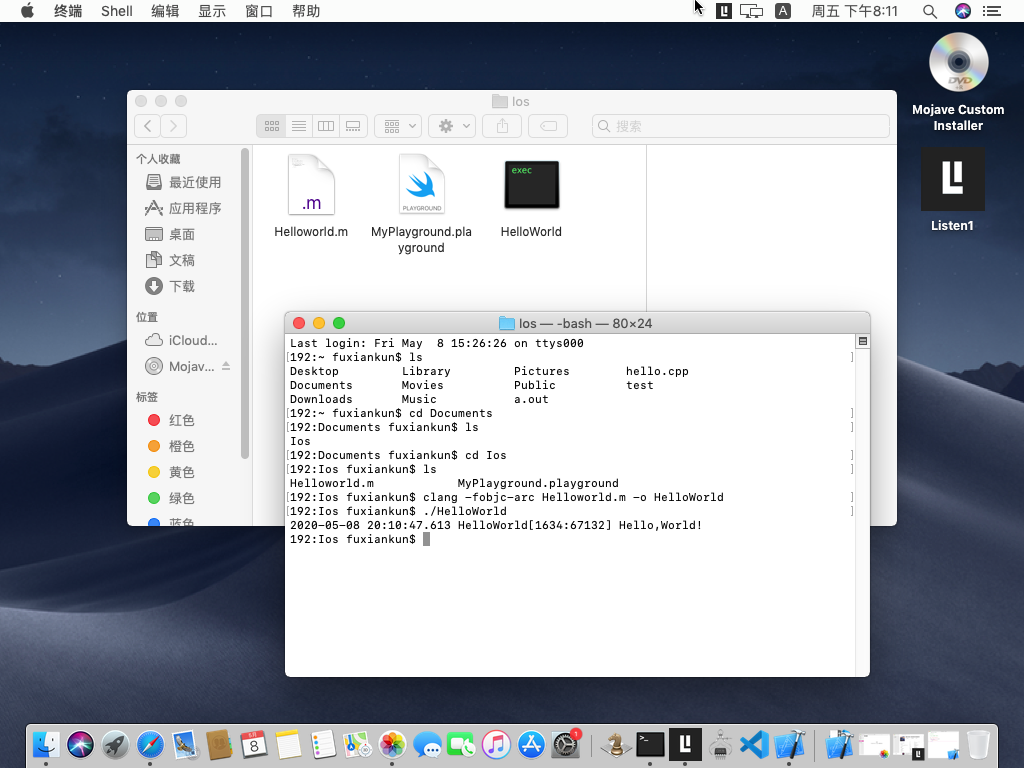 终端 Shell 编辑 显示 窗口 帮助 A 周五 下午8:11
DVD
Mojave Custom
Installer
Listen1
Ios
搜索
个人收藏
最近使用
应用程序
桌面
文稿
下载
位置
iCloud...
Mojav...
标签
红色
橙色
黄色
绿色
蓝色
.m
Helloworld.m
PLAYGROUND
MyPlayground.pla
yground
exec
HelloWorld
Ios — -bash — 80×24
Last login: Fri May  8 15:26:26 on ttys000
[192:~ fuxiankun$ ls ]
Desktop Library Pictures hello.cpp
Documents Movies Public test
Downloads Music a.out
[192:~ fuxiankun$ cd Documents ]
[192:Documents fuxiankun$ ls ]
Ios
[192:Documents fuxiankun$ cd Ios ]
[192:Ios fuxiankun$ ls ]
Helloworld.m MyPlayground.playground
[192:Ios fuxiankun$ clang -fobjc-arc Helloworld.m -o HelloWorld ]
[192:Ios fuxiankun$ ./HelloWorld ]
2020-05-08 20:10:47.613 HelloWorld[1634:67132] Hello,World!
192:Ios fuxiankun$
5月
8
1